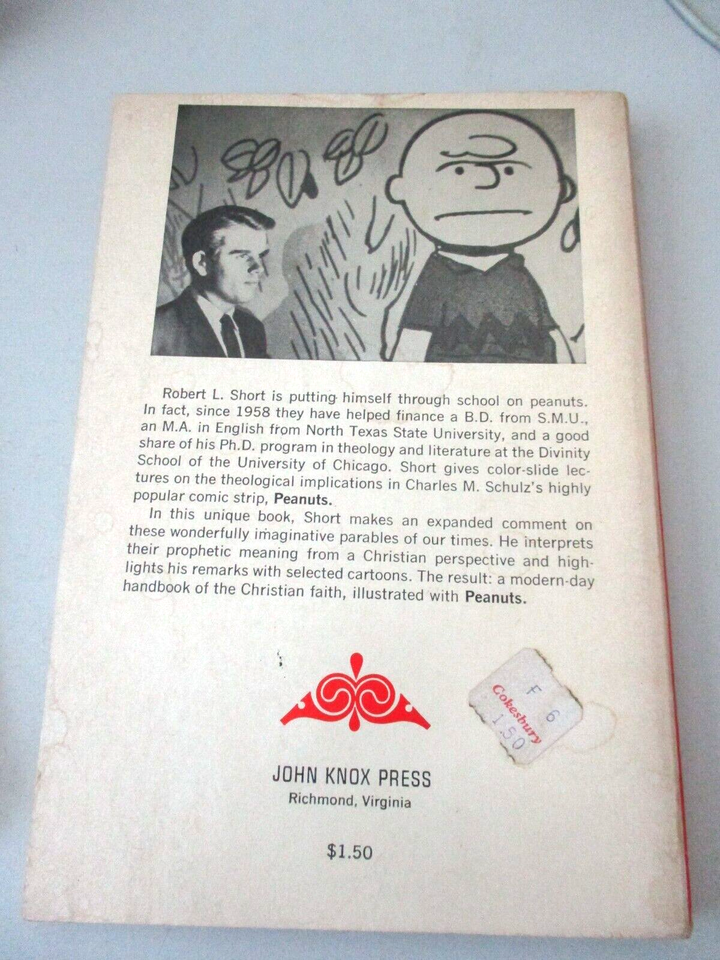 Robert L. Short is putting himself through school on peanuts.
In fact, since 1958 they have helped finance a B.D. from S.M.U.,
an M.A. in English from North Texas State University, and a good
share of his Ph.D. program in theology and literature at the Divinity
School of the University of Chicago. Short gives color-slide lec-
tures on the theological implications in Charles M. Schulz's highly
popular comic strip, Peanuts.
In this unique book, Short makes an expanded comment on
these wonderfully imaginative parables of our times. He interprets
their prophetic meaning from a Christian perspective and high-
lights his remarks with selected cartoons. The result: a modern-day
handbook of the Christian faith, illustrated with Peanuts.
F 6
Cokesbury
1 50
JOHN KNOX PRESS
Richmond, Virginia
$1.50